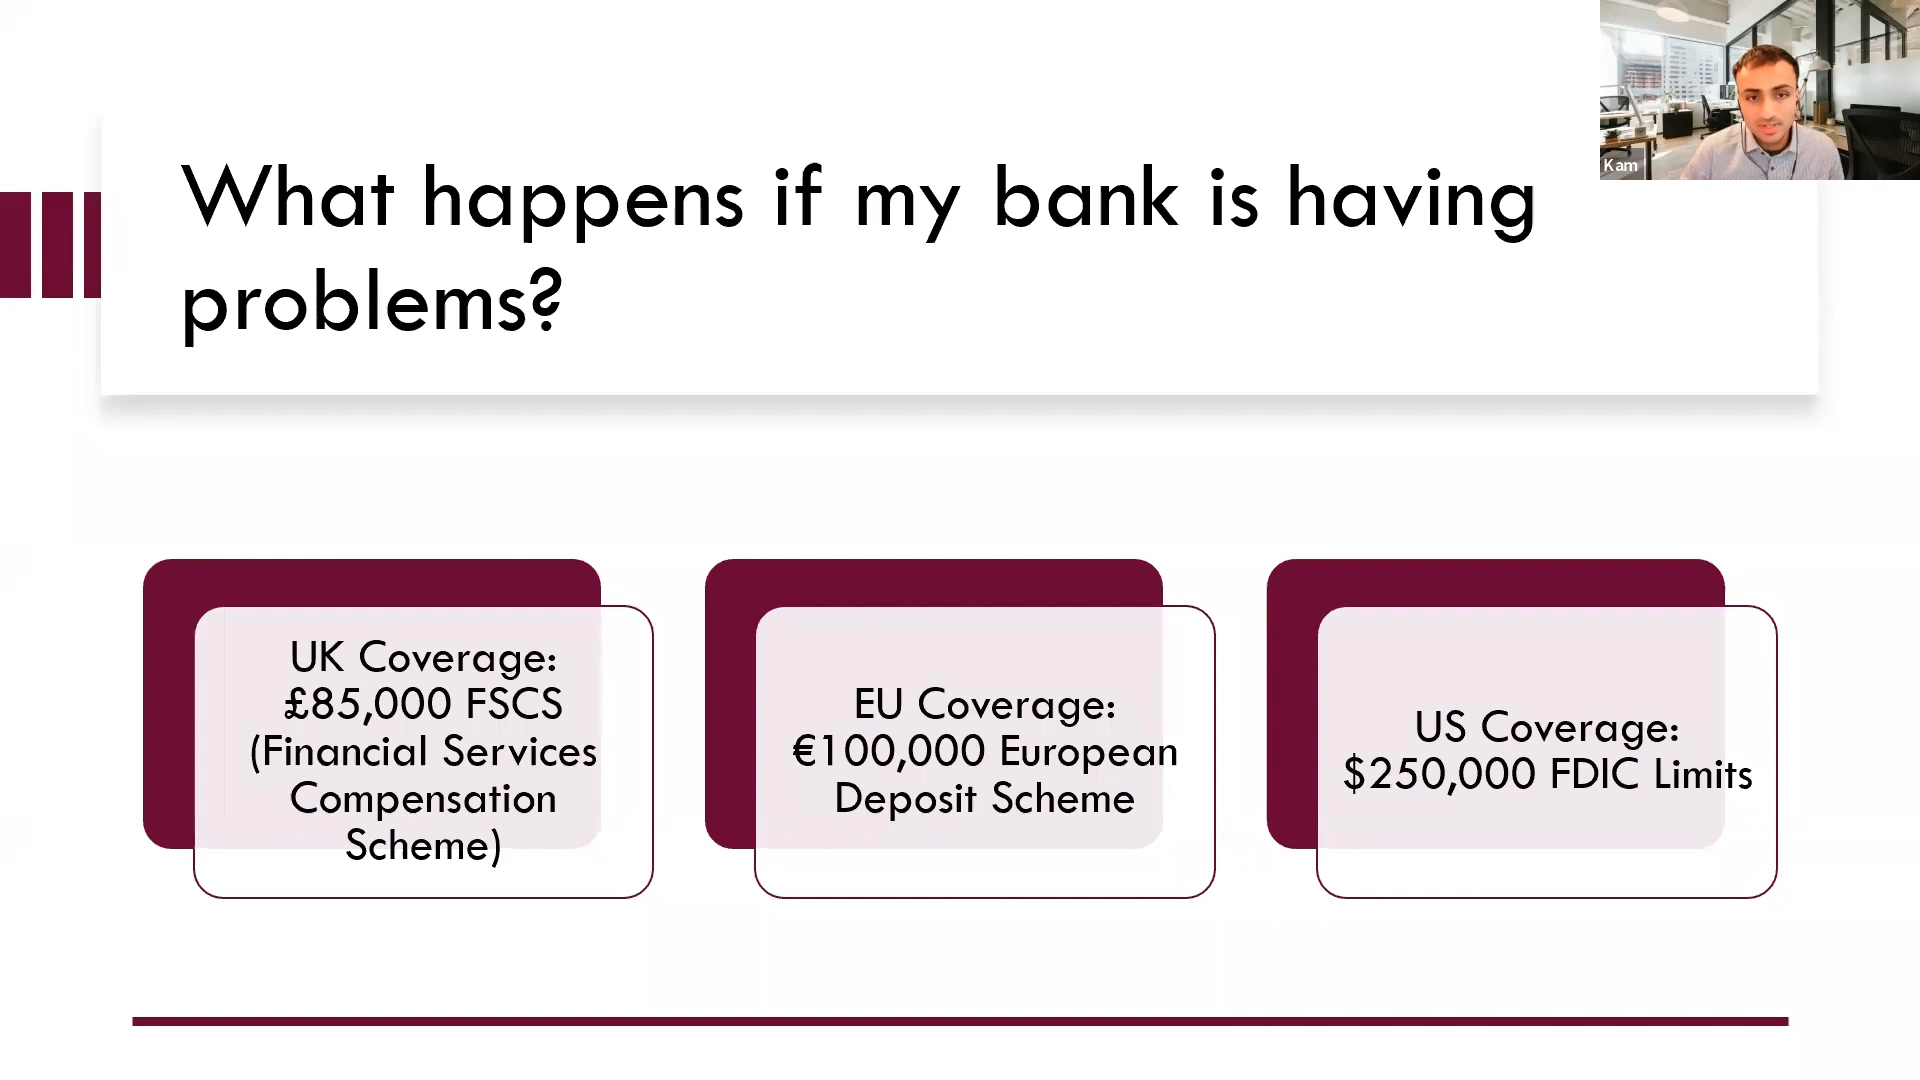 What happens if my bank is having
problems?
Kam
UK Coverage:
£85,000 FSCS
(Financial Services
Compensation
Scheme)
EU Coverage:
€100,000 European
Deposit Scheme
US Coverage:
$250,000 FDIC Limits